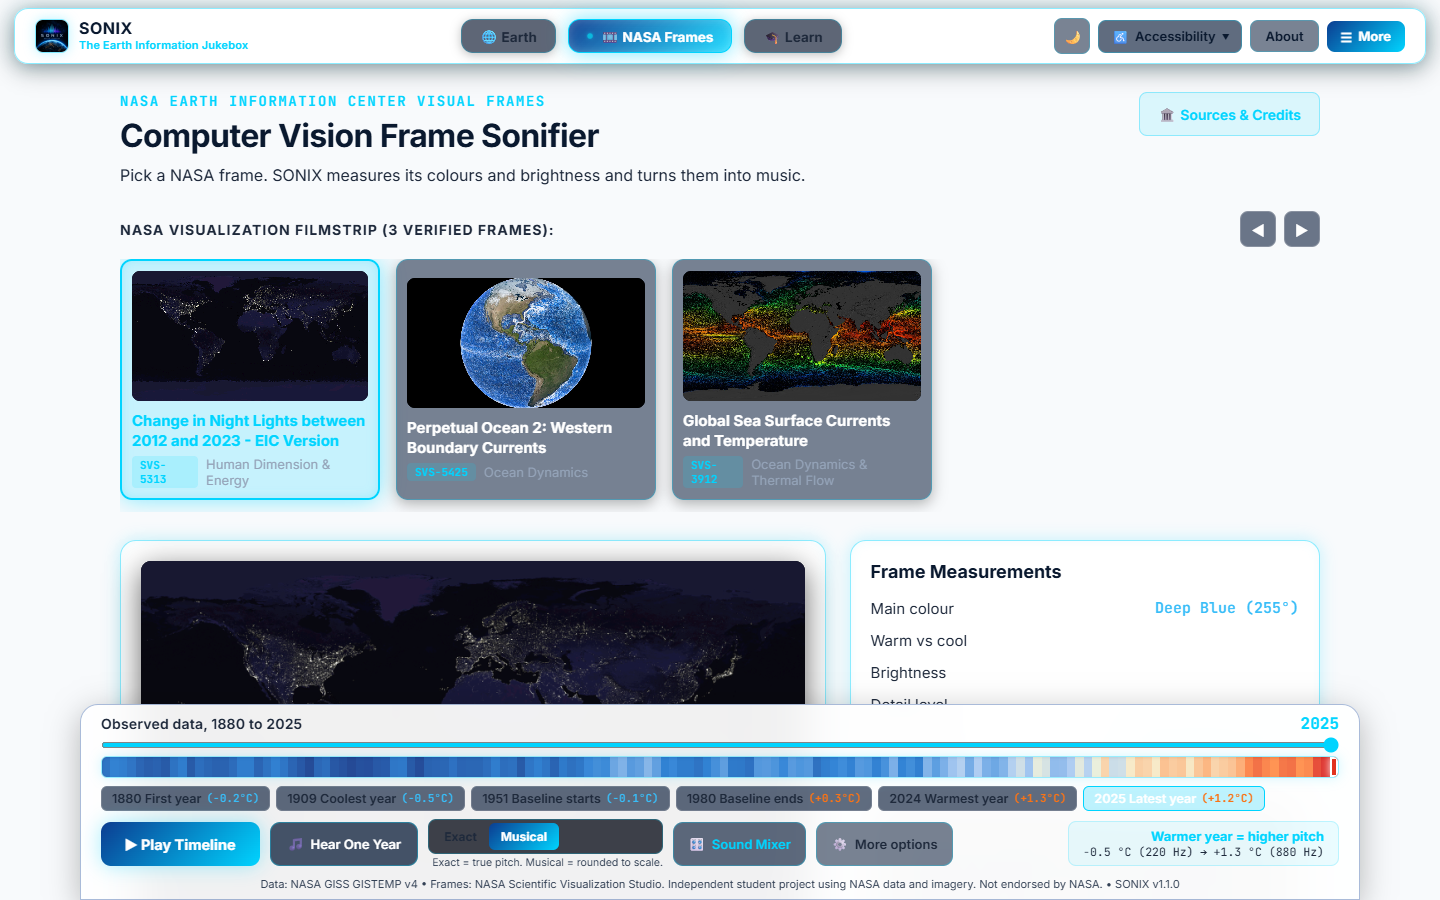 SONIX
The Earth Information Jukebox
Earth
NASA Frames
Learn
Accessibility ▼
About
☰ More
NASA EARTH INFORMATION CENTER VISUAL FRAMES
Computer Vision Frame Sonifier
Pick a NASA frame. SONIX measures its colours and brightness and turns them into music.
Sources & Credits
NASA VISUALIZATION FILMSTRIP (3 VERIFIED FRAMES):
Change in Night Lights between
2012 and 2023 - EIC Version
SVS-
5313
Human Dimension &
Energy
Perpetual Ocean 2: Western
Boundary Currents
SVS-5425
Ocean Dynamics
Global Sea Surface Currents
and Temperature
SVS-
3912
Ocean Dynamics &
Thermal Flow
Frame Measurements
Main colour
Deep Blue (255°)
Warm vs cool
Brightness
Detail level
Observed data, 1880 to 2025
2025
1880 First year (-0.2°C)
1909 Coolest year (-0.5°C)
1951 Baseline starts (-0.1°C)
1980 Baseline ends (+0.3°C)
2024 Warmest year (+1.3°C)
2025 Latest year (+1.2°C)
▶ Play Timeline
Hear One Year
Exact
Musical
Exact = true pitch. Musical = rounded to scale.
Sound Mixer
More options
Warmer year = higher pitch
-0.5 °C (220 Hz) → +1.3 °C (880 Hz)
Data: NASA GISS GISTEMP v4 • Frames: NASA Scientific Visualization Studio. Independent student project using NASA data and imagery. Not endorsed by NASA. • SONIX v1.1.0